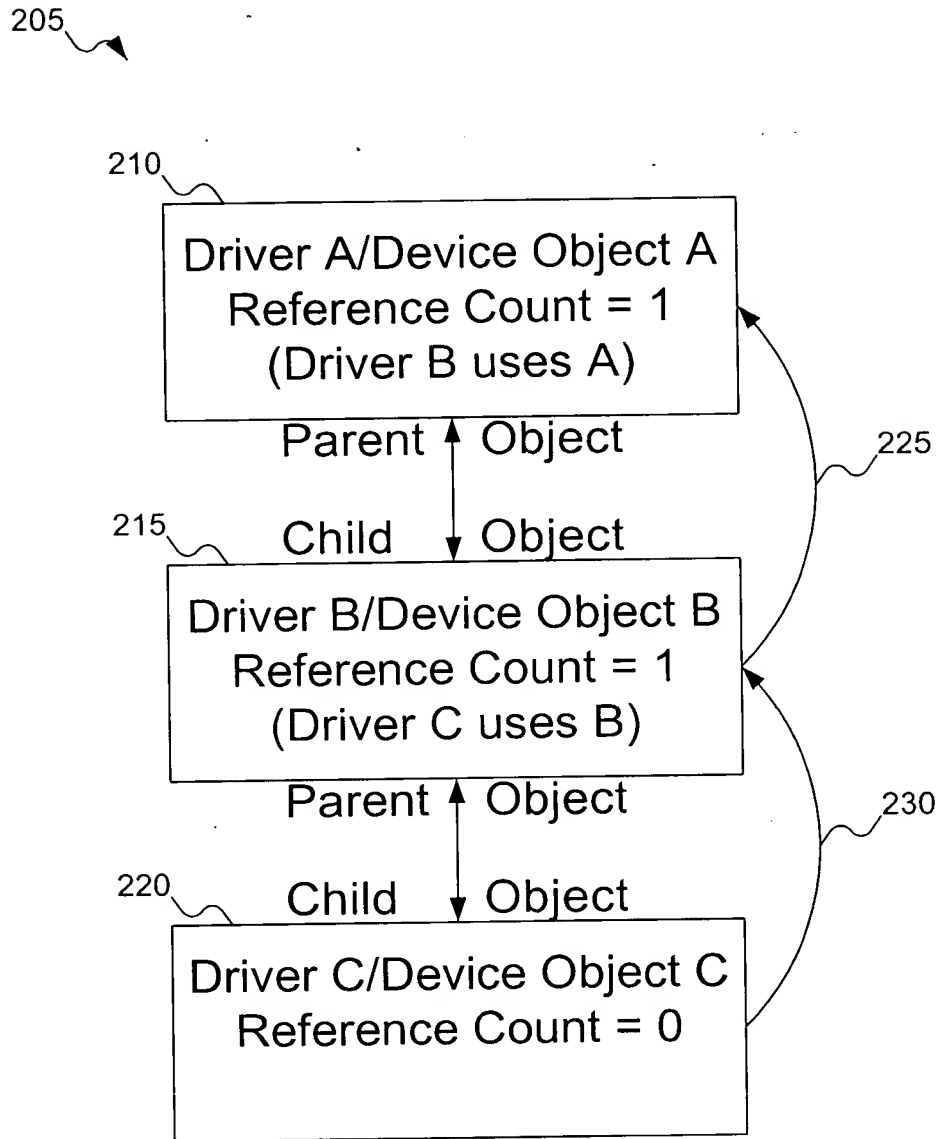 205
210
Driver A/Device Object A
Reference Count = 1
(Driver B uses A)
Parent Object
225
215
Child Object
Driver B/Device Object B
Reference Count = 1
(Driver C uses B)
Parent Object
230
220
Child Object
Driver C/Device Object C
Reference Count = 0